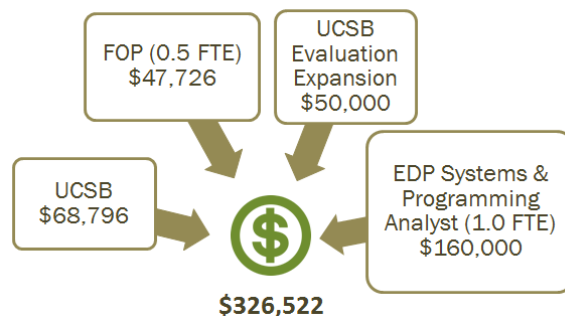 FOP (0.5 FTE)
$47,726
UCSB
Evaluation
Expansion
$50,000
UCSB
$68,796
EDP Systems &
Programming
Analyst (1.0 FTE)
$160,000
$
$326,522